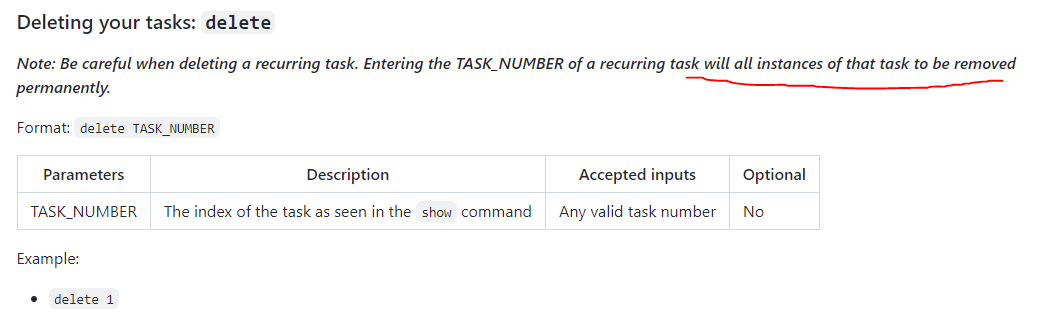 Deleting your tasks: delete
Note: Be careful when deleting a recurring task. Entering the TASK_NUMBER of a recurring task will all instances of that task to be removed
permanently.
Format: delete TASK_NUMBER
Parameters Description Accepted inputs Optional
TASK_NUMBER The index of the task as seen in the show command Any valid task number No
Example:
• delete 1